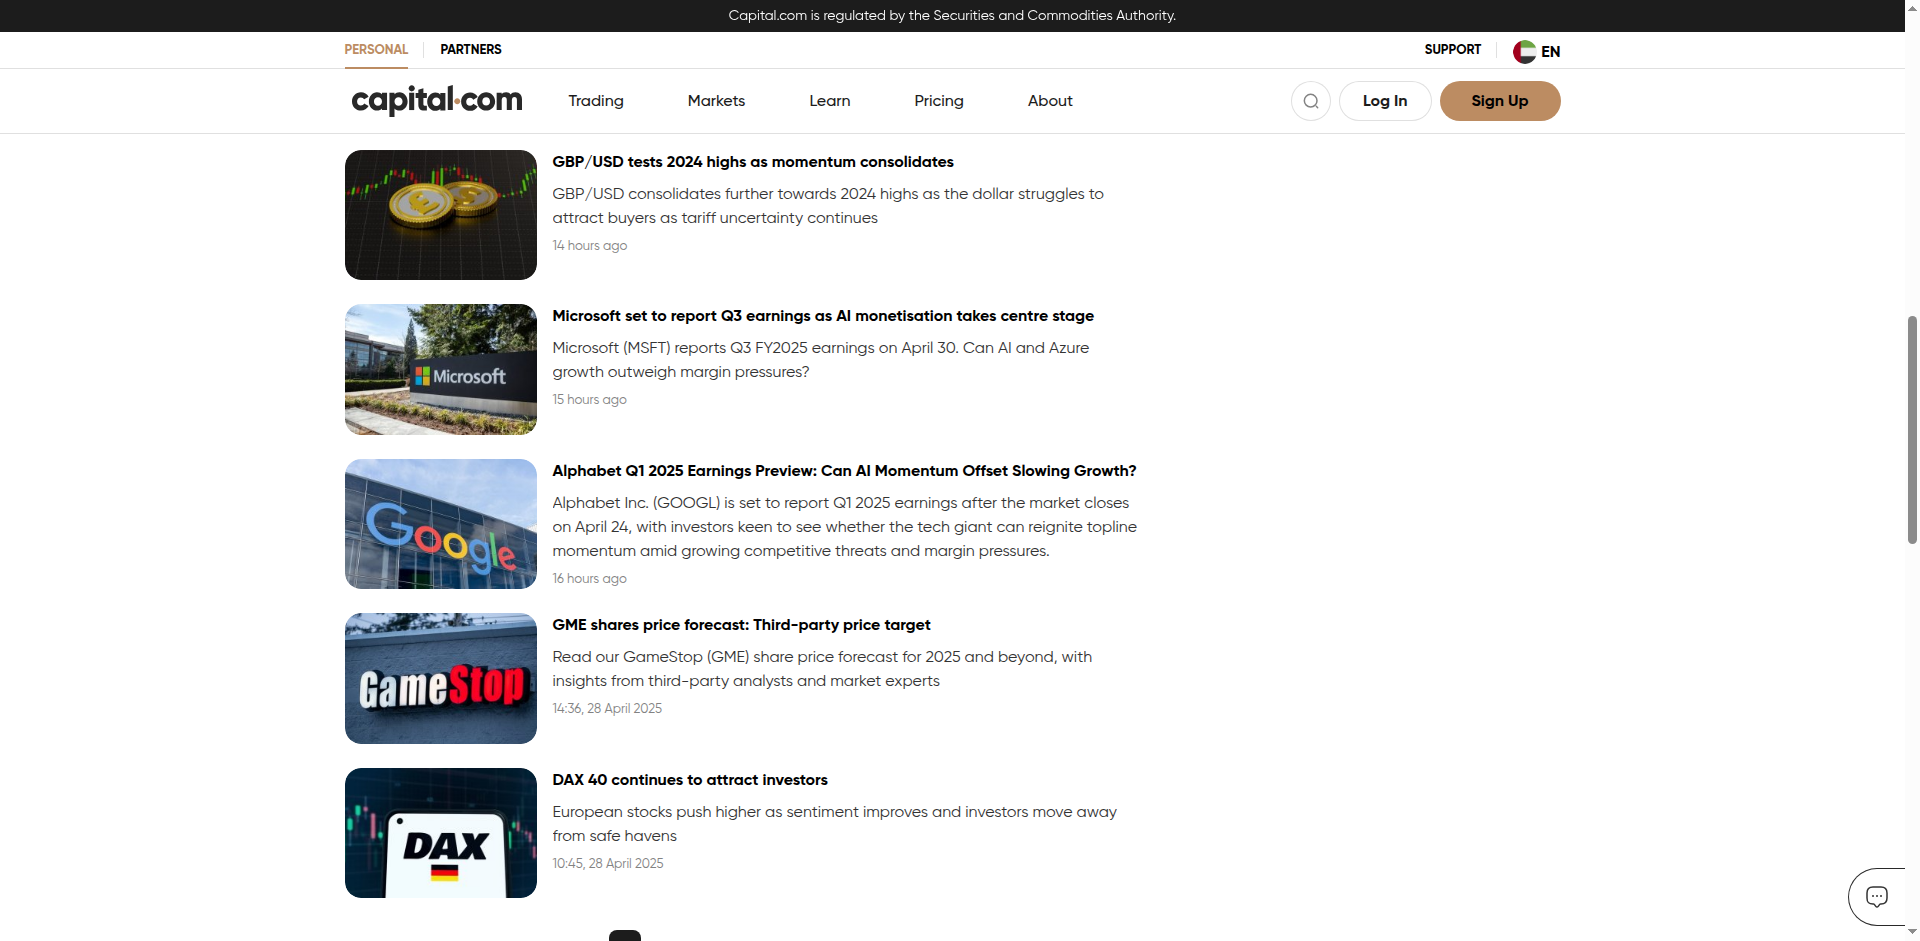 Capital.com is regulated by the Securities and Commodities Authority.
PERSONAL PARTNERS SUPPORT EN
capital.com Trading Markets Learn Pricing About Log In Sign Up
GBP/USD tests 2024 highs as momentum consolidates
GBP/USD consolidates further towards 2024 highs as the dollar struggles to
attract buyers as tariff uncertainty continues
14 hours ago
Microsoft
Microsoft set to report Q3 earnings as AI monetisation takes centre stage
Microsoft (MSFT) reports Q3 FY2025 earnings on April 30. Can AI and Azure
growth outweigh margin pressures?
15 hours ago
Google
Alphabet Q1 2025 Earnings Preview: Can AI Momentum Offset Slowing Growth?
Alphabet Inc. (GOOGL) is set to report Q1 2025 earnings after the market closes
on April 24, with investors keen to see whether the tech giant can reignite topline
momentum amid growing competitive threats and margin pressures.
16 hours ago
GameStop
GME shares price forecast: Third-party price target
Read our GameStop (GME) share price forecast for 2025 and beyond, with
insights from third-party analysts and market experts
14:36, 28 April 2025
DAX
DAX 40 continues to attract investors
European stocks push higher as sentiment improves and investors move away
from safe havens
10:45, 28 April 2025